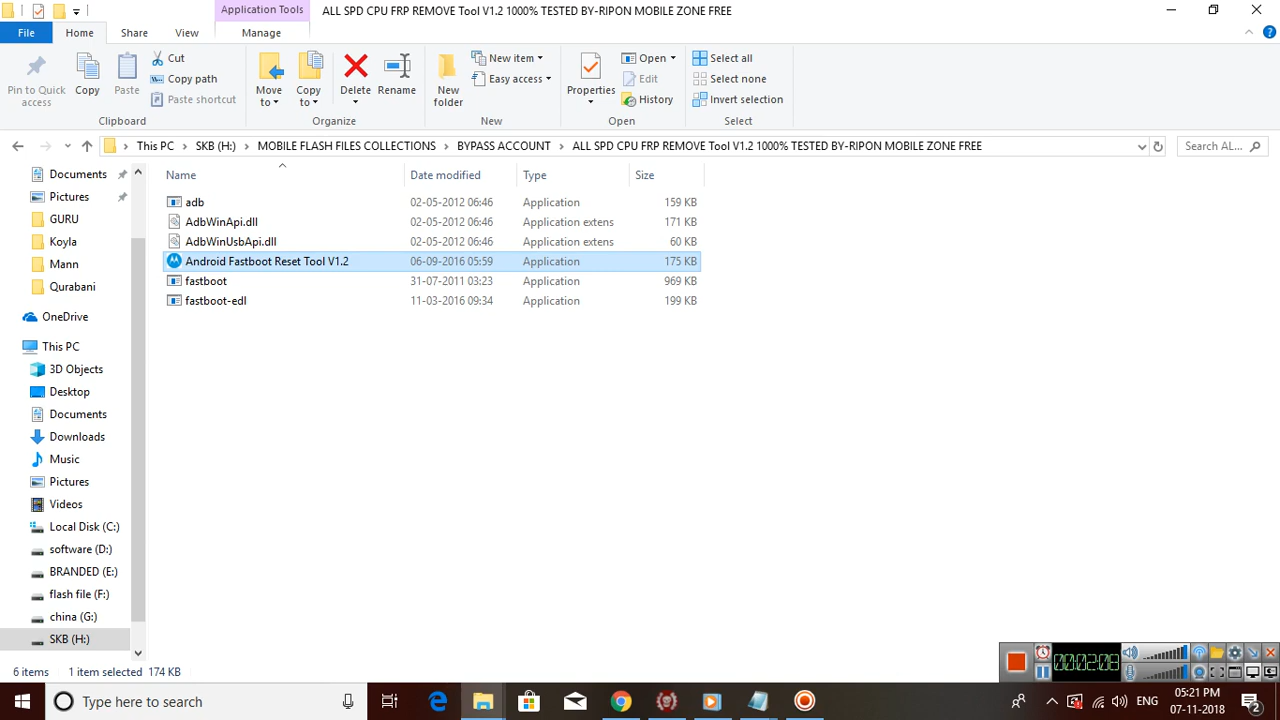 Application Tools
ALL SPD CPU FRP REMOVE Tool V1.2 1000% TESTED BY-RIPON MOBILE ZONE FREE
File Home Share View Manage
Pin to Quick access
Copy
Paste
Cut
Copy path
Paste shortcut
Clipboard
Move to
Copy to
Delete
Rename
Organize
New folder
New item
Easy access
New
Properties
Open
Edit
History
Open
Select all
Select none
Invert selection
Select
This PC SKB (H:) MOBILE FLASH FILES COLLECTIONS BYPASS ACCOUNT ALL SPD CPU FRP REMOVE Tool V1.2 1000% TESTED BY-RIPON MOBILE ZONE FREE
Search AL...
Documents
Pictures
GURU
Koyla
Mann
Qurabani
OneDrive
This PC
3D Objects
Desktop
Documents
Downloads
Music
Pictures
Videos
Local Disk (C:)
software (D:)
BRANDED (E:)
flash file (F:)
china (G:)
SKB (H:)
Name Date modified Type Size
adb 02-05-2012 06:46 Application 159 KB
AdbWinApi.dll 02-05-2012 06:46 Application extens 171 KB
AdbWinUsbApi.dll 02-05-2012 06:46 Application extens 60 KB
Android Fastboot Reset Tool V1.2 06-09-2016 05:59 Application 175 KB
fastboot 31-07-2011 03:23 Application 969 KB
fastboot-edl 11-03-2016 09:34 Application 199 KB
6 items 1 item selected 174 KB
00:02:08
Type here to search
ENG
05:21 PM
07-11-2018
2